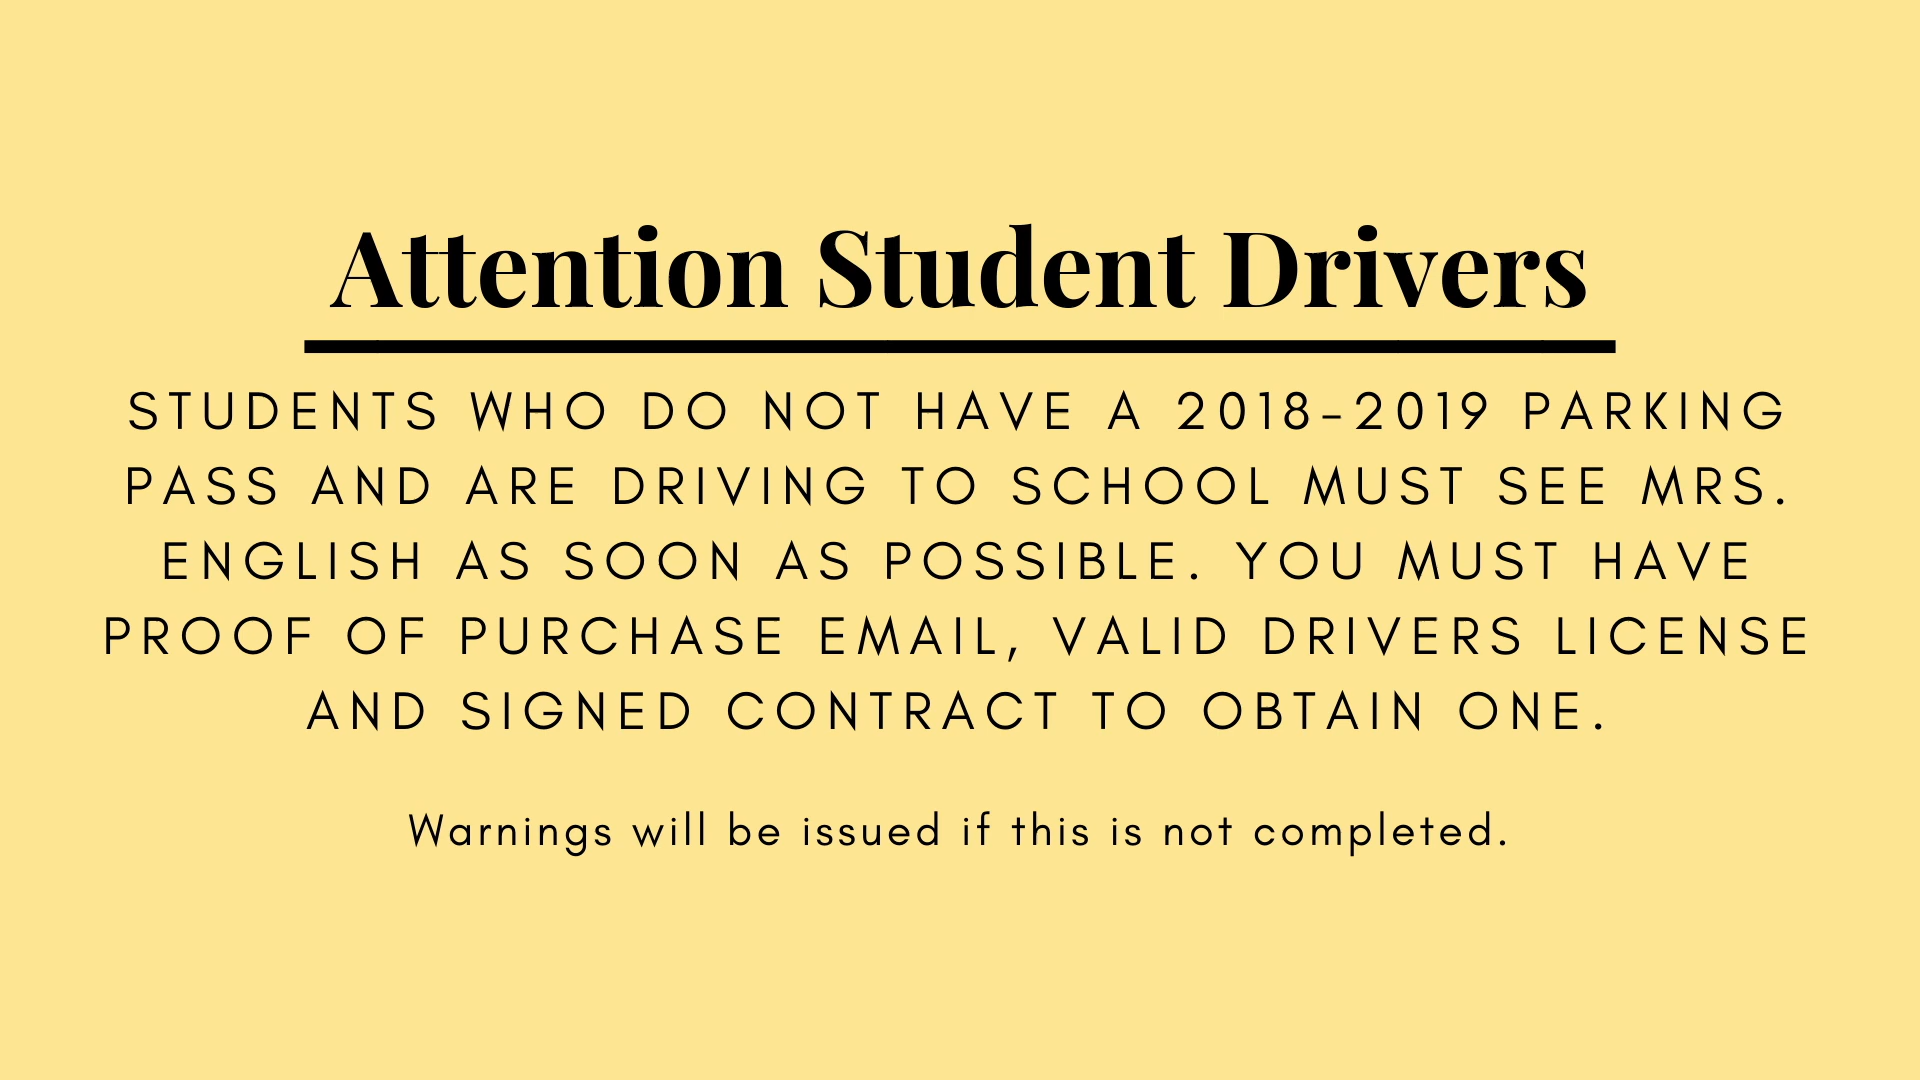 Attention Student Drivers
STUDENTS WHO DO NOT HAVE A 2018-2019 PARKING
PASS AND ARE DRIVING TO SCHOOL MUST SEE MRS.
ENGLISH AS SOON AS POSSIBLE. YOU MUST HAVE
PROOF OF PURCHASE EMAIL, VALID DRIVERS LICENSE
AND SIGNED CONTRACT TO OBTAIN ONE.
Warnings will be issued if this is not completed.